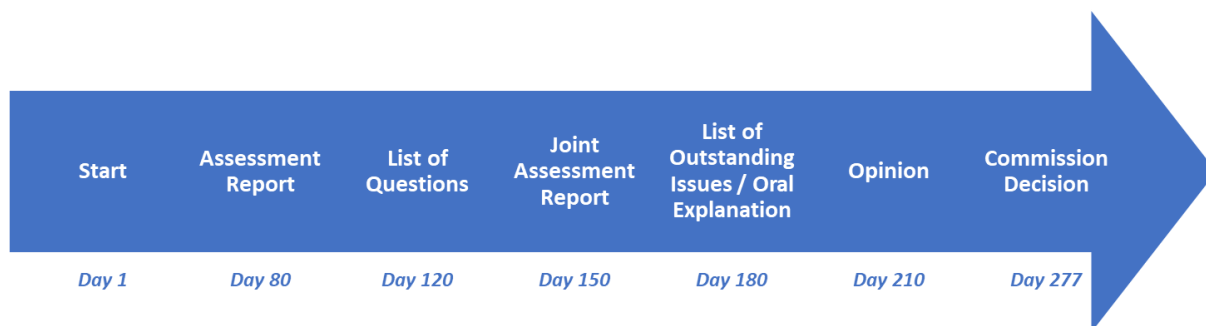 Start
Assessment
Report
List of
Questions
Joint
Assessment
Report
List of
Outstanding
Issues / Oral
Explanation
Opinion
Commission
Decision
Day 1
Day 80
Day 120
Day 150
Day 180
Day 210
Day 277